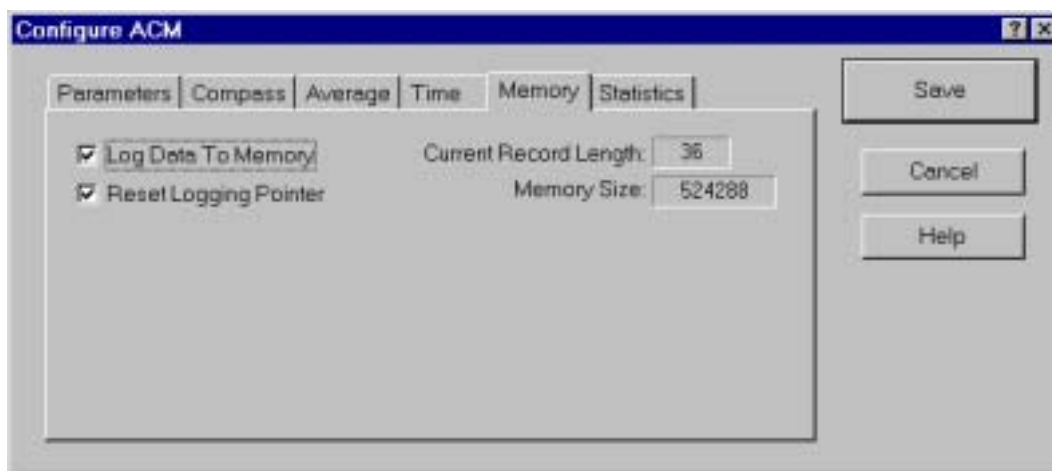 Configure ACM
Parameters Compass Average Time Memory Statistics
Log Data To Memory
Reset Logging Pointer
Current Record Length: 36
Memory Size: 524288
Save
Cancel
Help